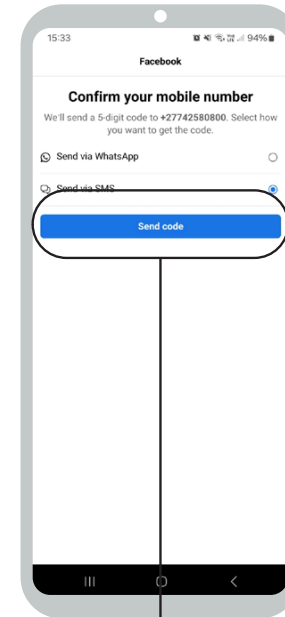 15:33 94%
Facebook
Confirm your mobile number
We'll send a 5-digit code to +27742580800. Select how
you want to get the code.
Send via WhatsApp
Send via SMS
Send code